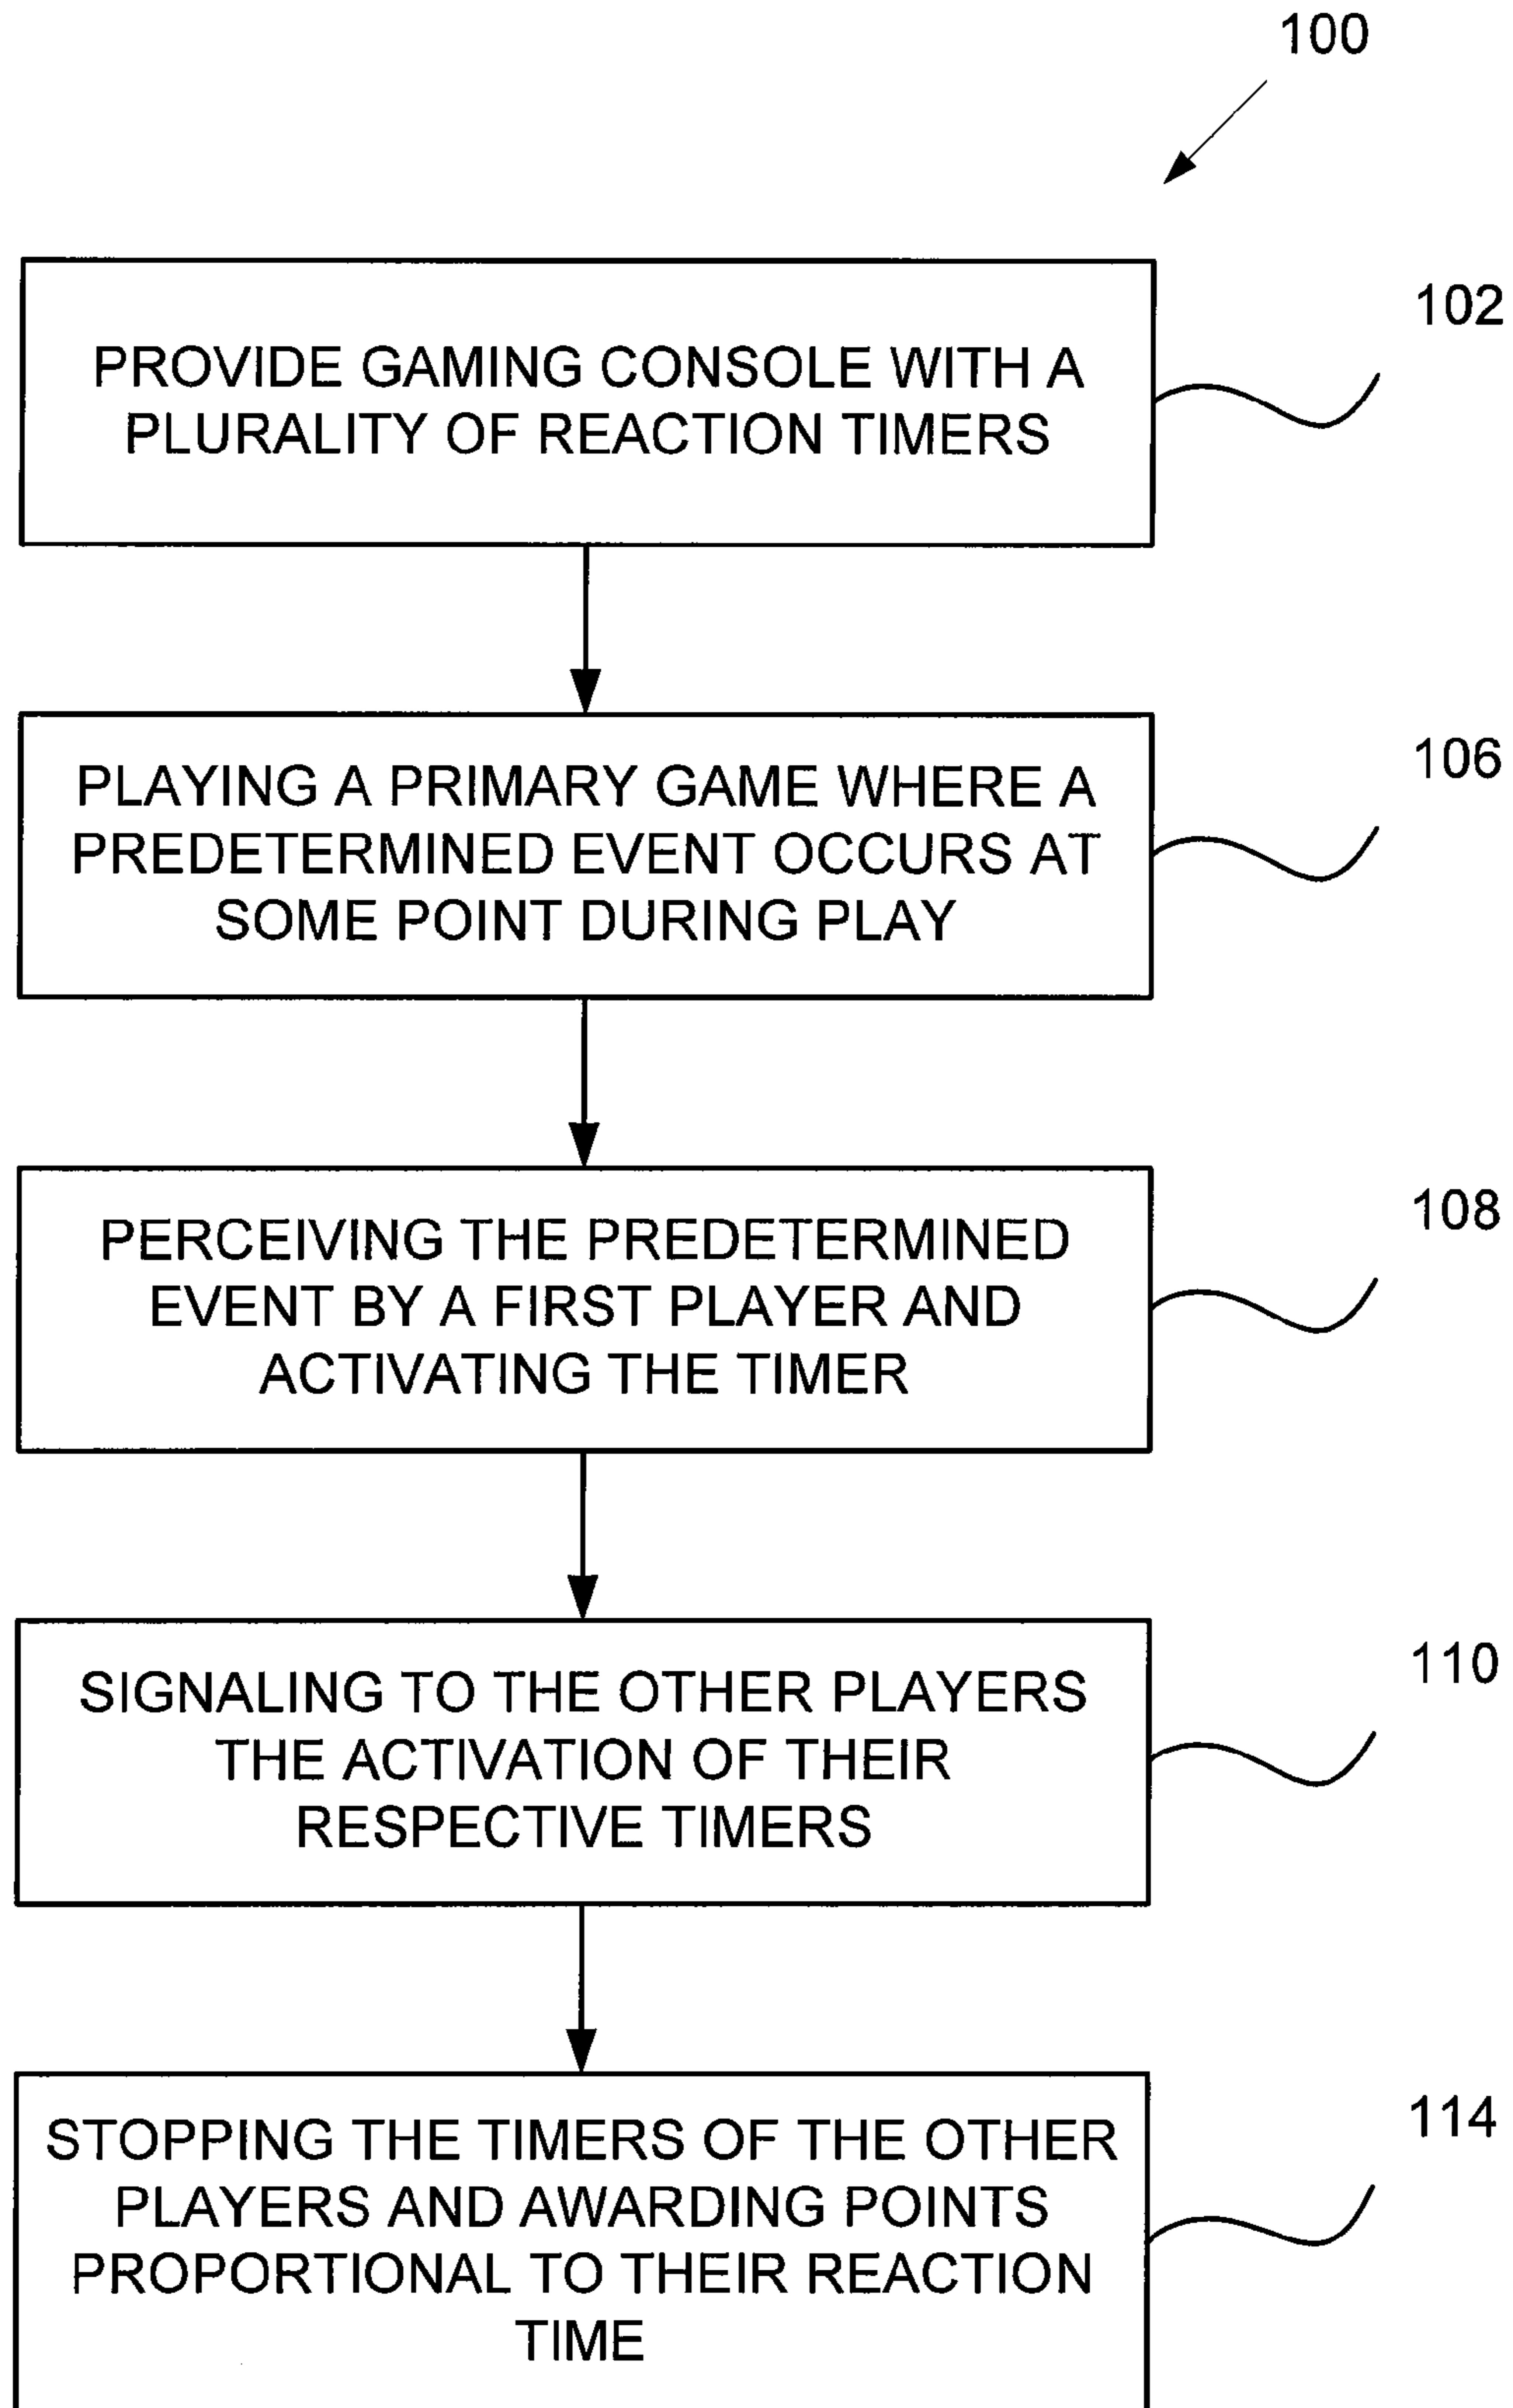 100
102
PROVIDE GAMING CONSOLE WITH A
PLURALITY OF REACTION TIMERS
106
PLAYING A PRIMARY GAME WHERE A
PREDETERMINED EVENT OCCURS AT
SOME POINT DURING PLAY
108
PERCEIVING THE PREDETERMINED
EVENT BY A FIRST PLAYER AND
ACTIVATING THE TIMER
110
SIGNALING TO THE OTHER PLAYERS
THE ACTIVATION OF THEIR
RESPECTIVE TIMERS
114
STOPPING THE TIMERS OF THE OTHER
PLAYERS AND AWARDING POINTS
PROPORTIONAL TO THEIR REACTION
TIME